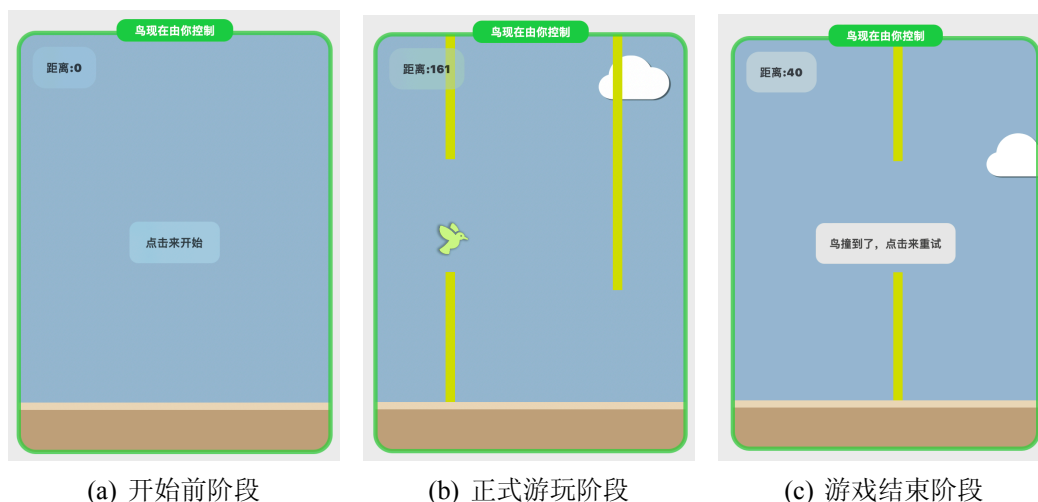 鸟现在由你控制
距离:0
点击来开始
(a) 开始前阶段
鸟现在由你控制
距离:161
(b) 正式游玩阶段
鸟现在由你控制
距离:40
鸟撞到了，点击来重试
(c) 游戏结束阶段